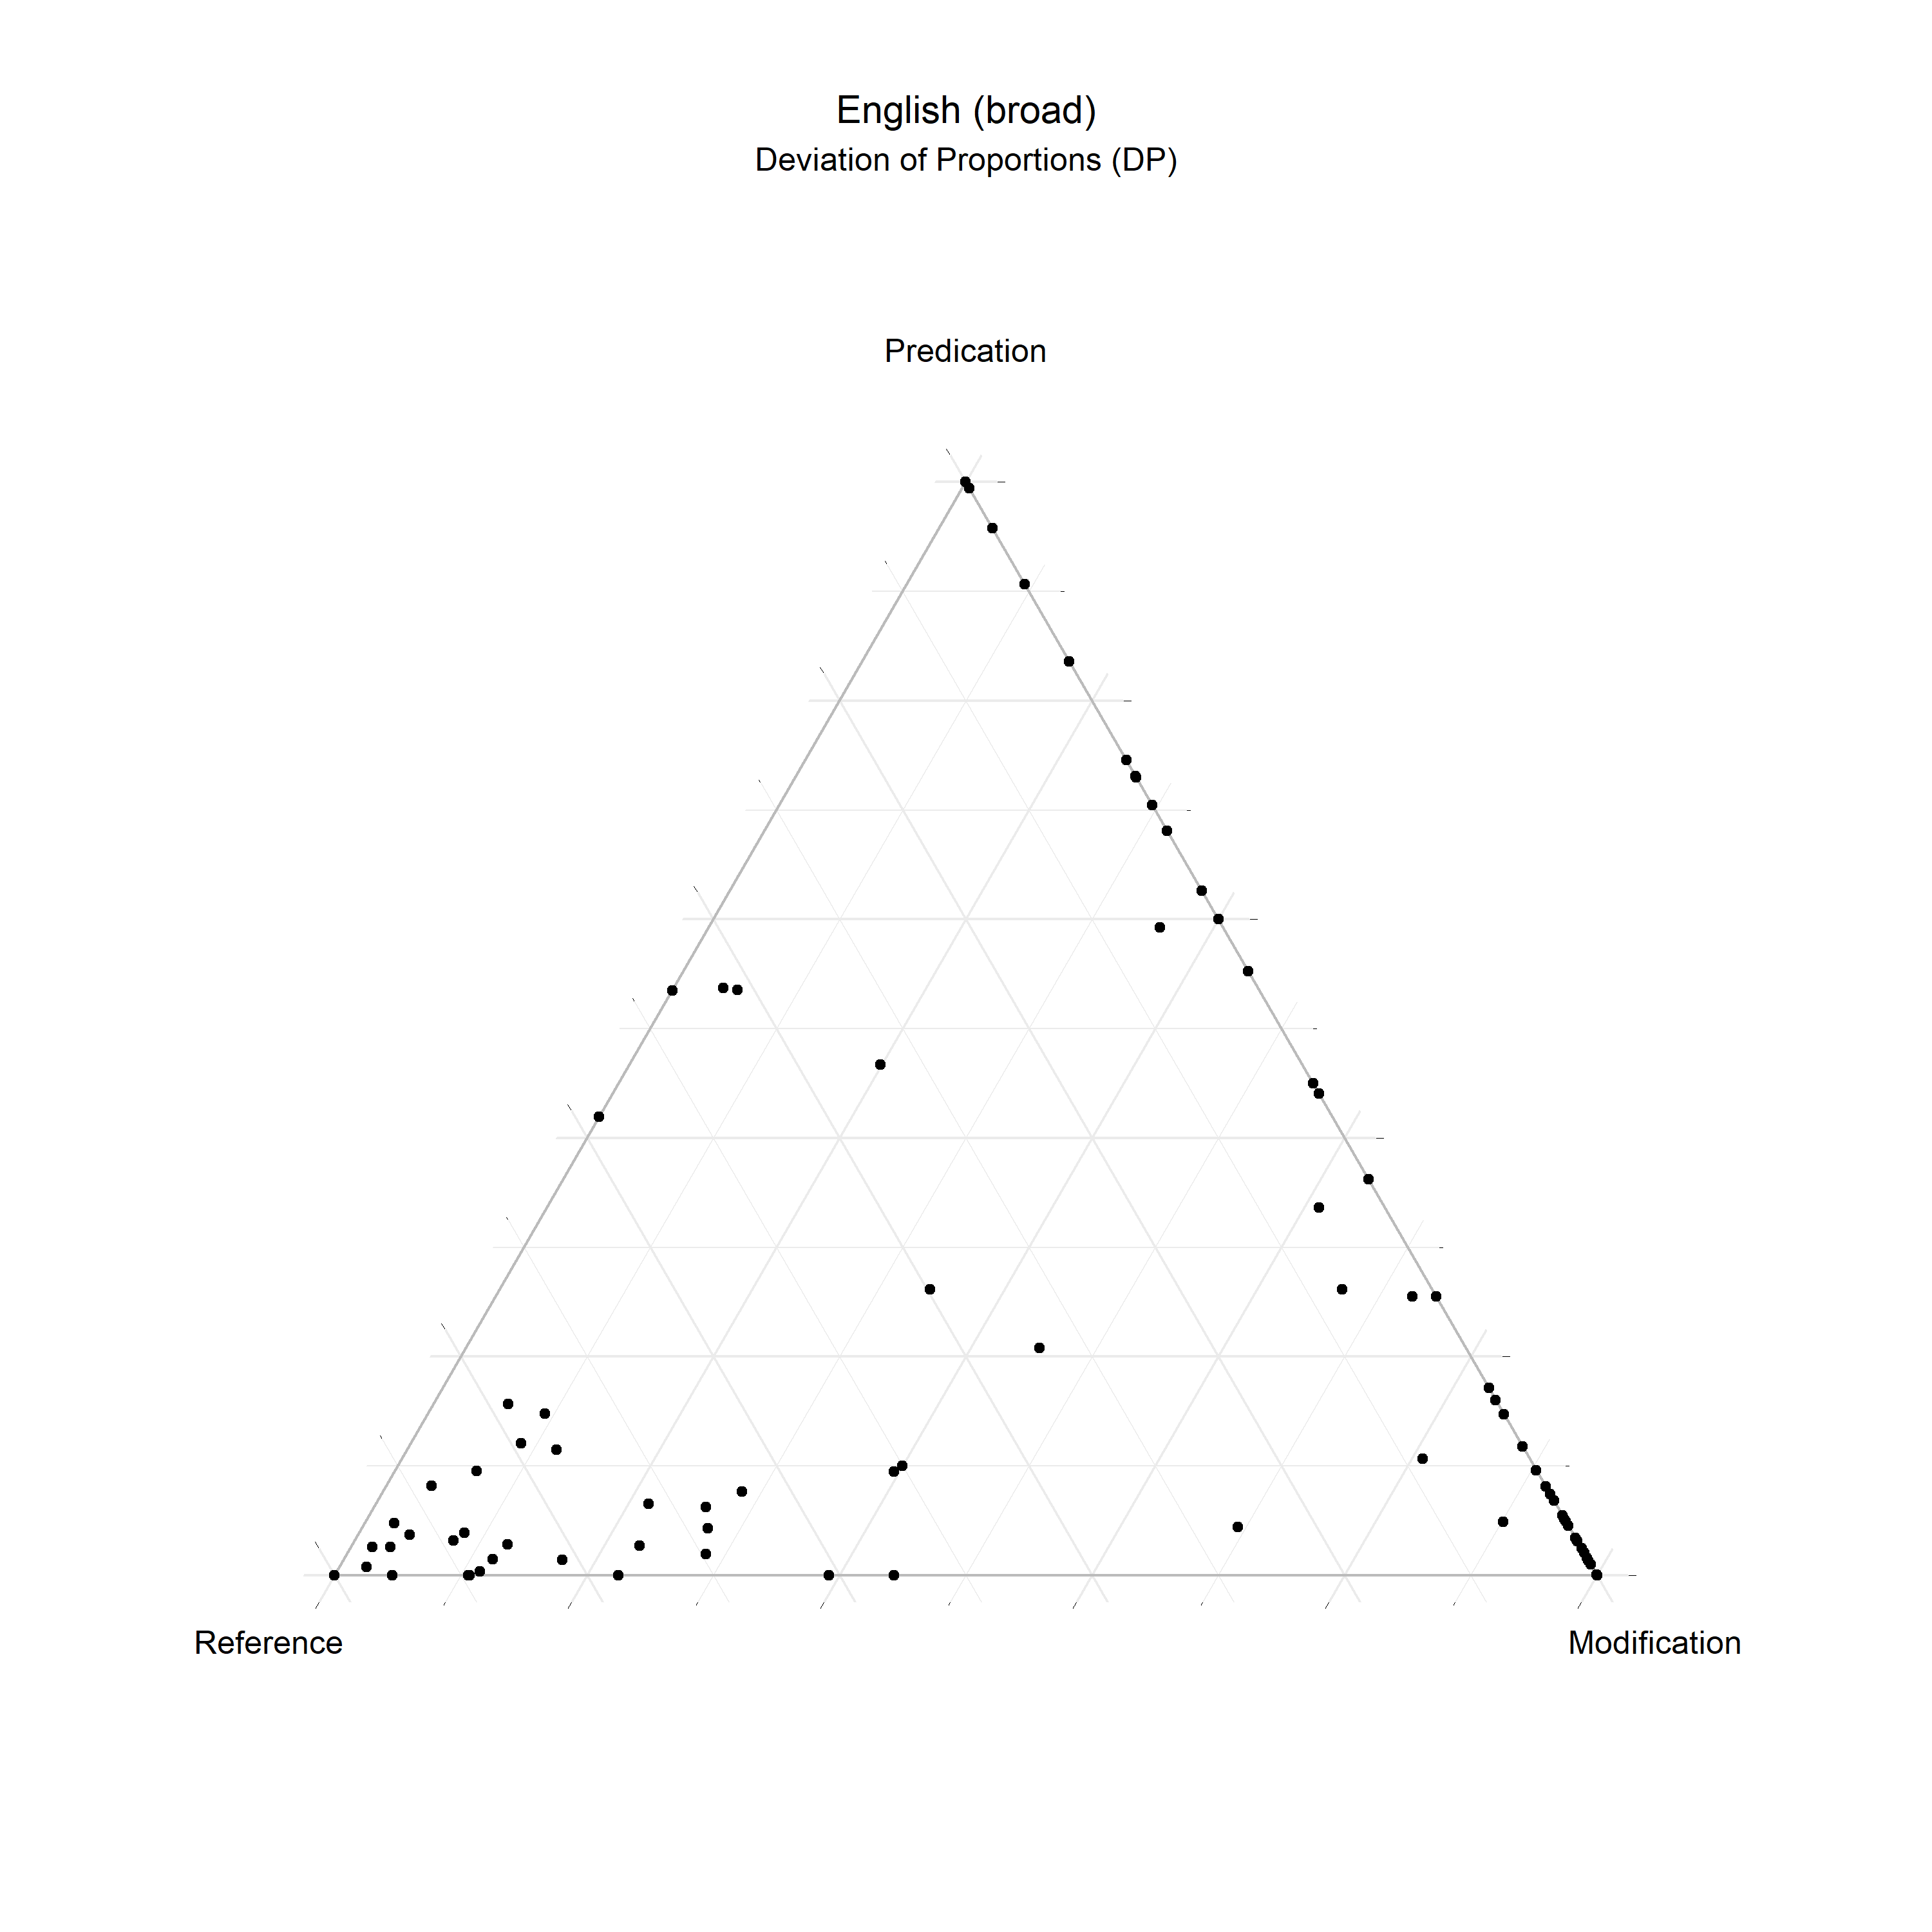 English (broad)
Deviation of Proportions (DP)
Predication
Reference
Modification